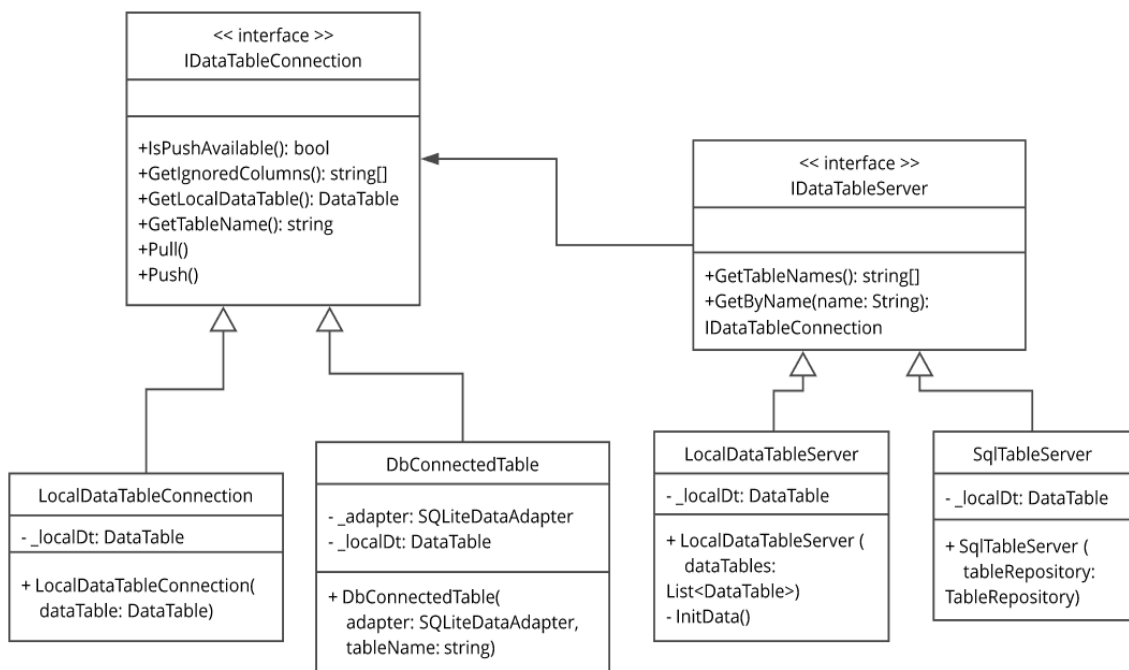 << interface >>
IDataTableConnection
+IsPushAvailable(): bool
+GetIgnoredColumns(): string[]
+GetLocalDataTable(): DataTable
+GetTableName(): string
+Pull()
+Push()
<< interface >>
IDataTableServer
+GetTableNames(): string[]
+GetByName(name: String):
IDataTableConnection
LocalDataTableConnection
- _localDt: DataTable
+ LocalDataTableConnection(
dataTable: DataTable)
DbConnectedTable
- _adapter: SQLiteDataAdapter
- _localDt: DataTable
+ DbConnectedTable(
adapter: SQLiteDataAdapter,
tableName: string)
LocalDataTableServer
- _localDt: DataTable
+ LocalDataTableServer (
dataTables:
List<DataTable>)
- InitData()
SqlTableServer
- _localDt: DataTable
+ SqlTableServer (
tableRepository:
TableRepository)